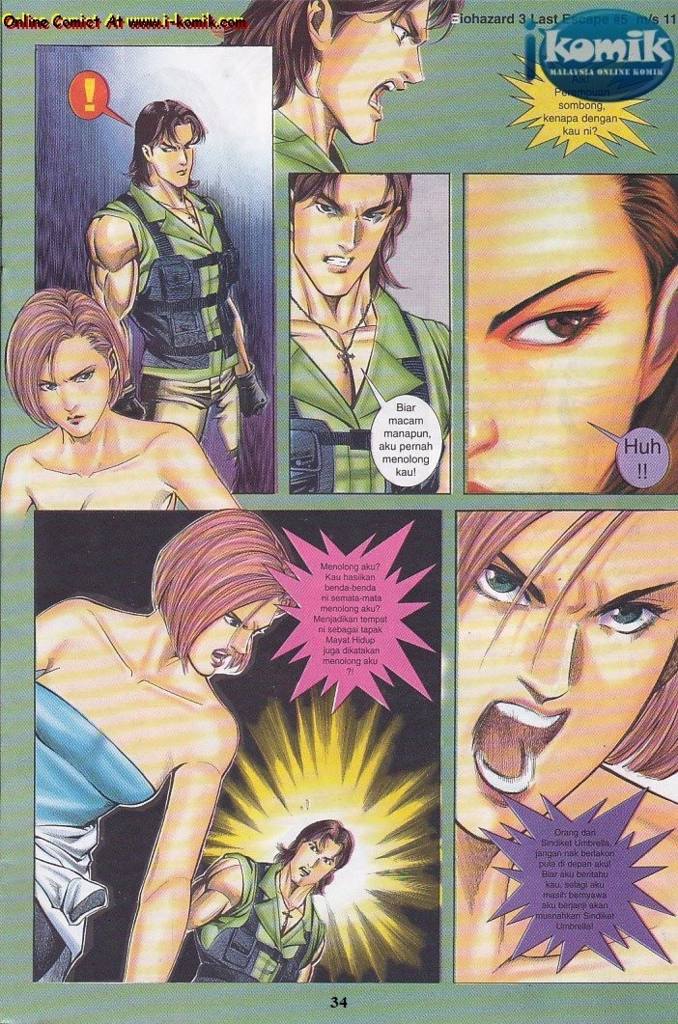 Online Comict At www.i-komik.com
Biohazard 3 Last Escape #5 m/s 11
ikomik
MALAYSIA ONLINE KOMIK
Perempuan
sombong,
kenapa dengan
kau ni?
!
Biar
macam
manapun,
aku pernah
menolong
kau!
Huh
!!
Menolong aku?
Kau hasilkan
benda-benda
ni semata-mata
menolong aku?
Menjadikan tempat
ni sebagai tapak
Mayat Hidup
juga dikatakan
menolong aku
?!
Orang dari
Sindiket Umbrella,
jangan nak berlakon
pula di depan aku!
Biar aku beritahu
kau, selagi aku
masih bernyawa
aku berjanji akan
musnahkan Sindiket
Umbrella!
34